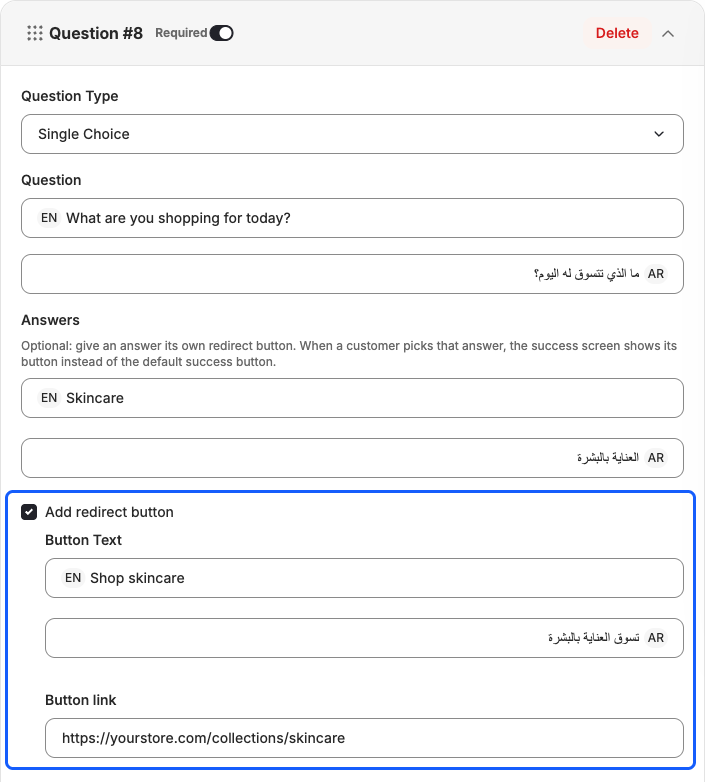 Question #8 Required Delete
Question Type
Single Choice
Question
EN What are you shopping for today?
ما الذي تتسوق له اليوم؟ AR
Answers
Optional: give an answer its own redirect button. When a customer picks that answer, the success screen shows its
button instead of the default success button.
EN Skincare
العناية بالبشرة AR
Add redirect button
Button Text
EN Shop skincare
تسوق العناية بالبشرة AR
Button link
https://yourstore.com/collections/skincare